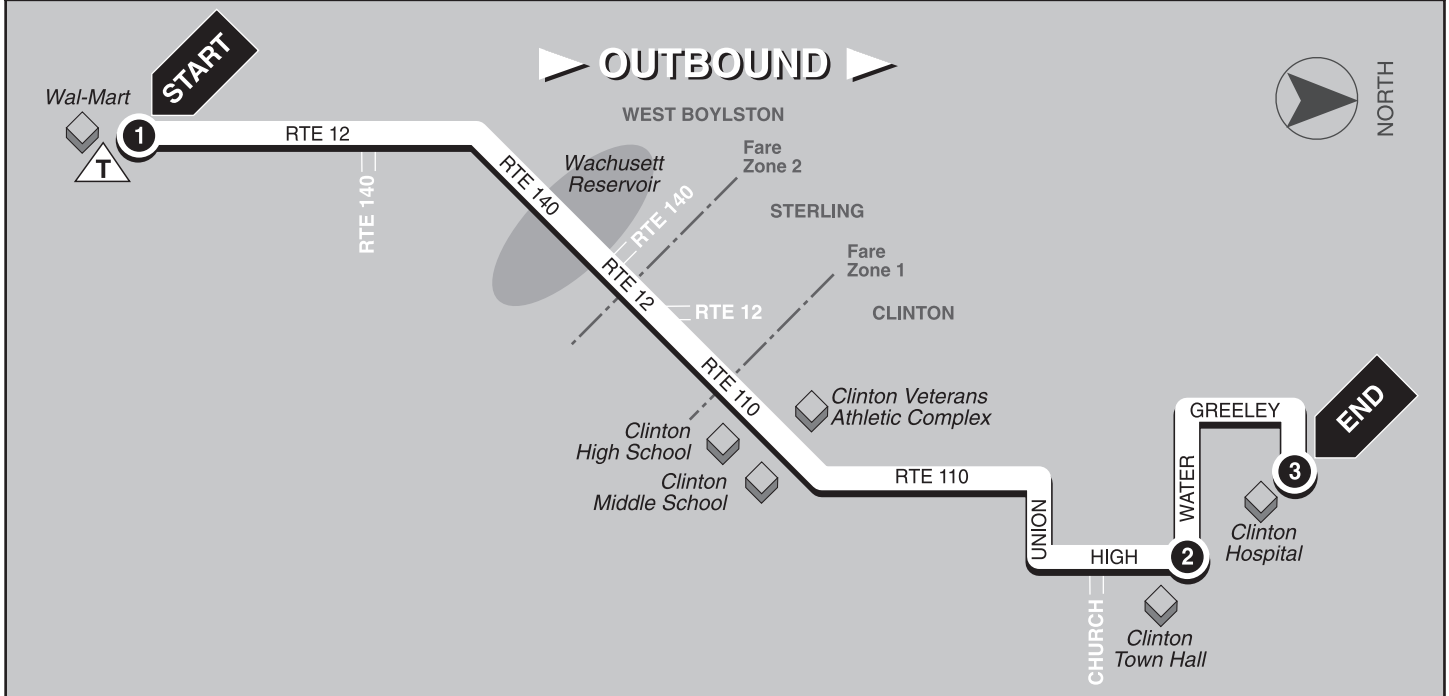 OUTBOUND
START
Wal-Mart
1
T
RTE 12
RTE 140
NORTH
WEST BOYLSTON
Fare
Zone 2
Wachusett
Reservoir
RTE 140
RTE 140
STERLING
Fare
Zone 1
RTE 12
RTE 12
CLINTON
RTE 110
Clinton Veterans
Athletic Complex
Clinton
High School
Clinton
Middle School
RTE 110
UNION
HIGH
CHURCH
2
Clinton
Town Hall
WATER
GREELEY
END
3
Clinton
Hospital